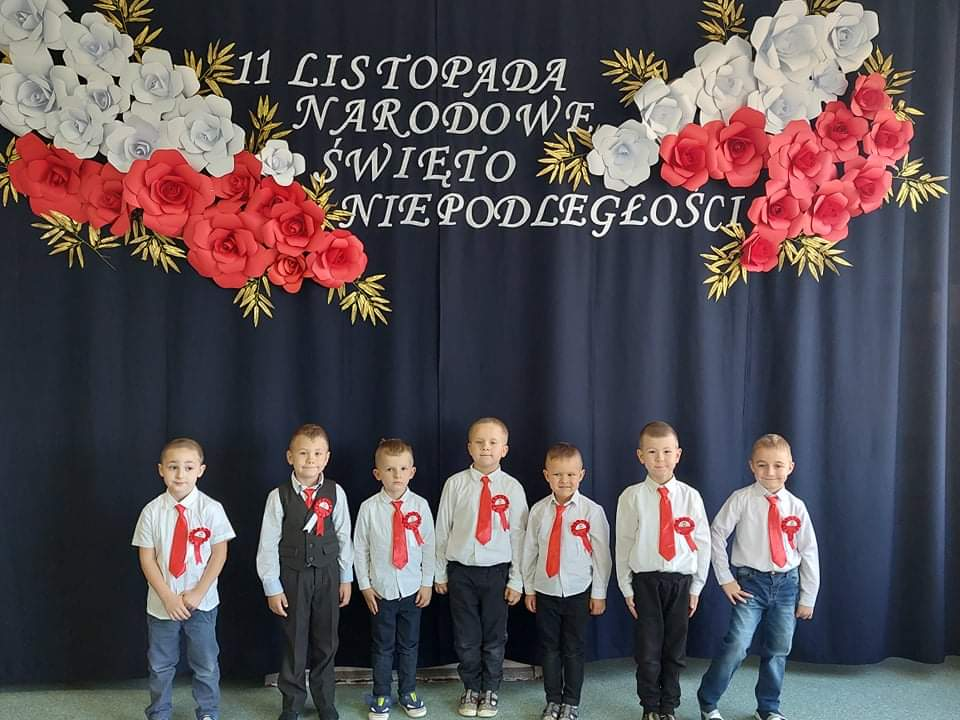 11 LISTOPADA
NARODOWE
ŚWIĘTO
NIEPODLEGŁOŚCI